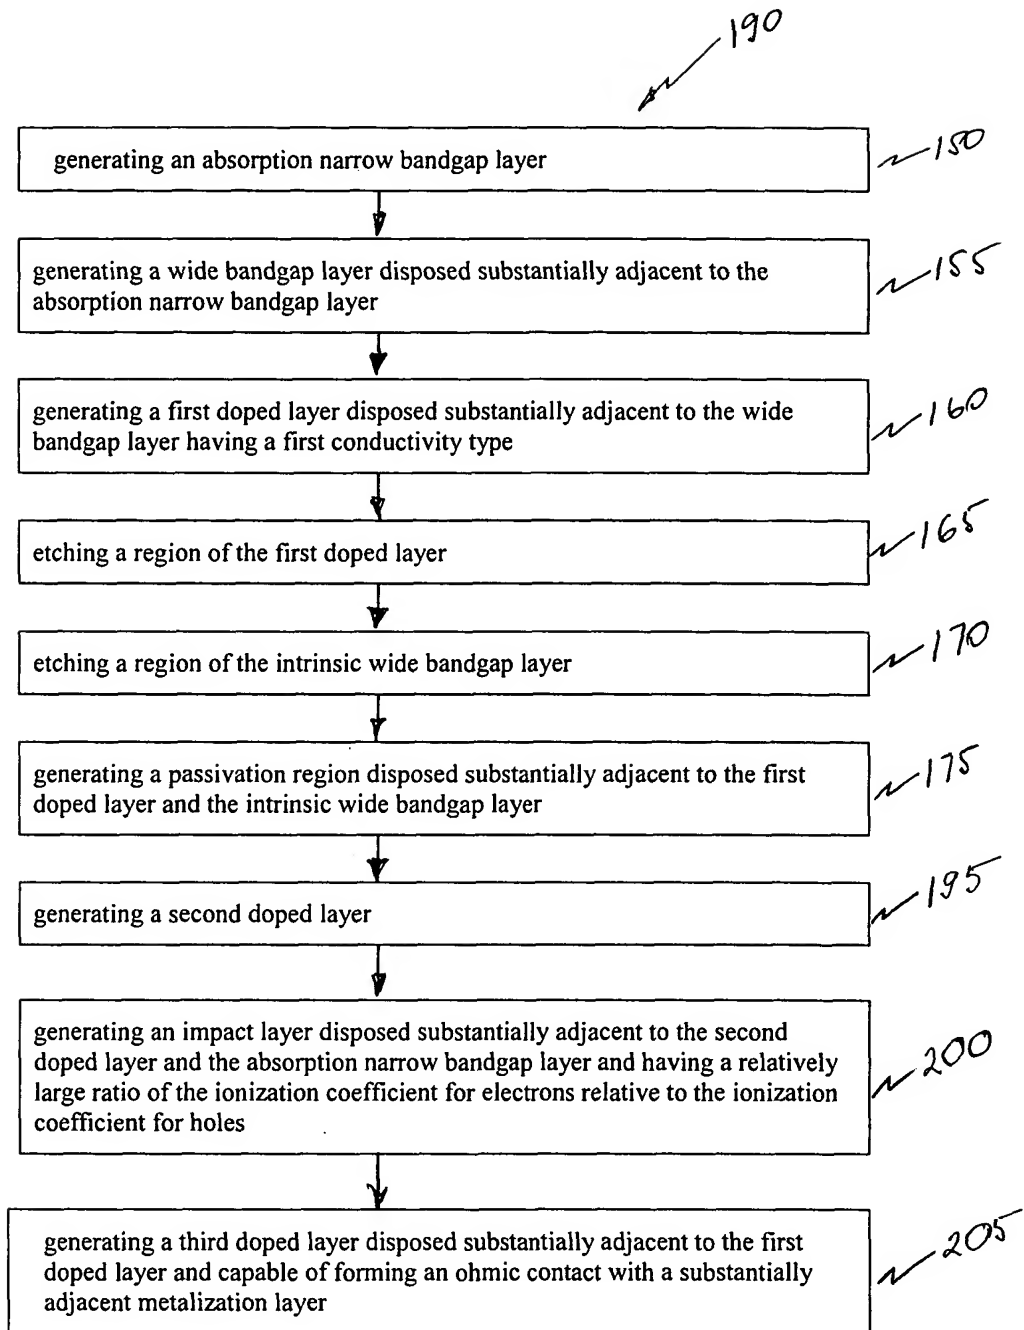 190
generating an absorption narrow bandgap layer
150
generating a wide bandgap layer disposed substantially adjacent to the
absorption narrow bandgap layer
155
generating a first doped layer disposed substantially adjacent to the wide
bandgap layer having a first conductivity type
160
etching a region of the first doped layer
165
etching a region of the intrinsic wide bandgap layer
170
generating a passivation region disposed substantially adjacent to the first
doped layer and the intrinsic wide bandgap layer
175
generating a second doped layer
195
generating an impact layer disposed substantially adjacent to the second
doped layer and the absorption narrow bandgap layer and having a relatively
large ratio of the ionization coefficient for electrons relative to the ionization
coefficient for holes
200
generating a third doped layer disposed substantially adjacent to the first
doped layer and capable of forming an ohmic contact with a substantially
adjacent metalization layer
205